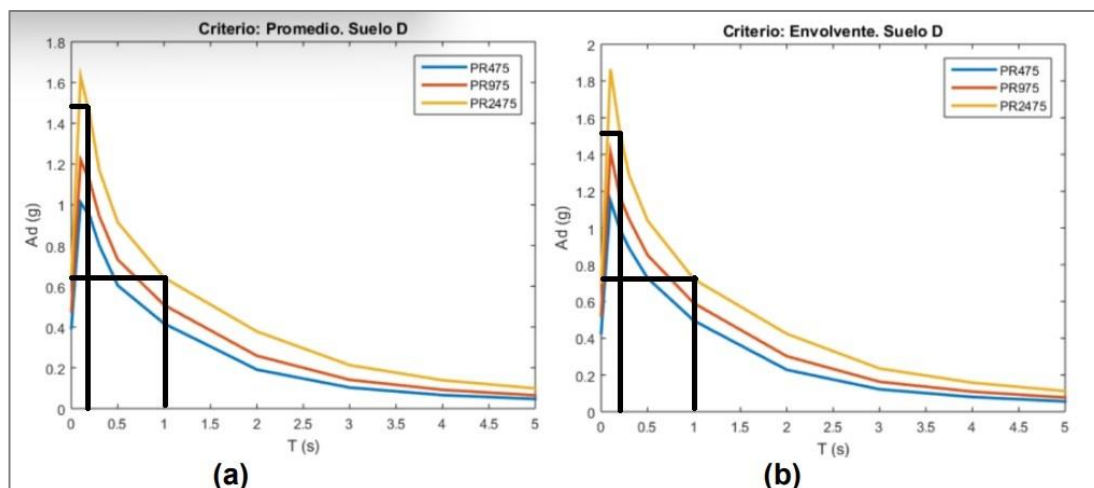 Criterio: Promedio. Suelo D
1.8
1.6
1.4
1.2
1
0.8
0.6
0.4
0.2
0
Ad (g)
PR475
PR975
PR2475
0 0.5 1 1.5 2 2.5 3 3.5 4 4.5 5
T (s)
(a)
Criterio: Envolvente. Suelo D
2
1.8
1.6
1.4
1.2
1
0.8
0.6
0.4
0.2
0
Ad (g)
PR475
PR975
PR2475
0 0.5 1 1.5 2 2.5 3 3.5 4 4.5 5
T (s)
(b)